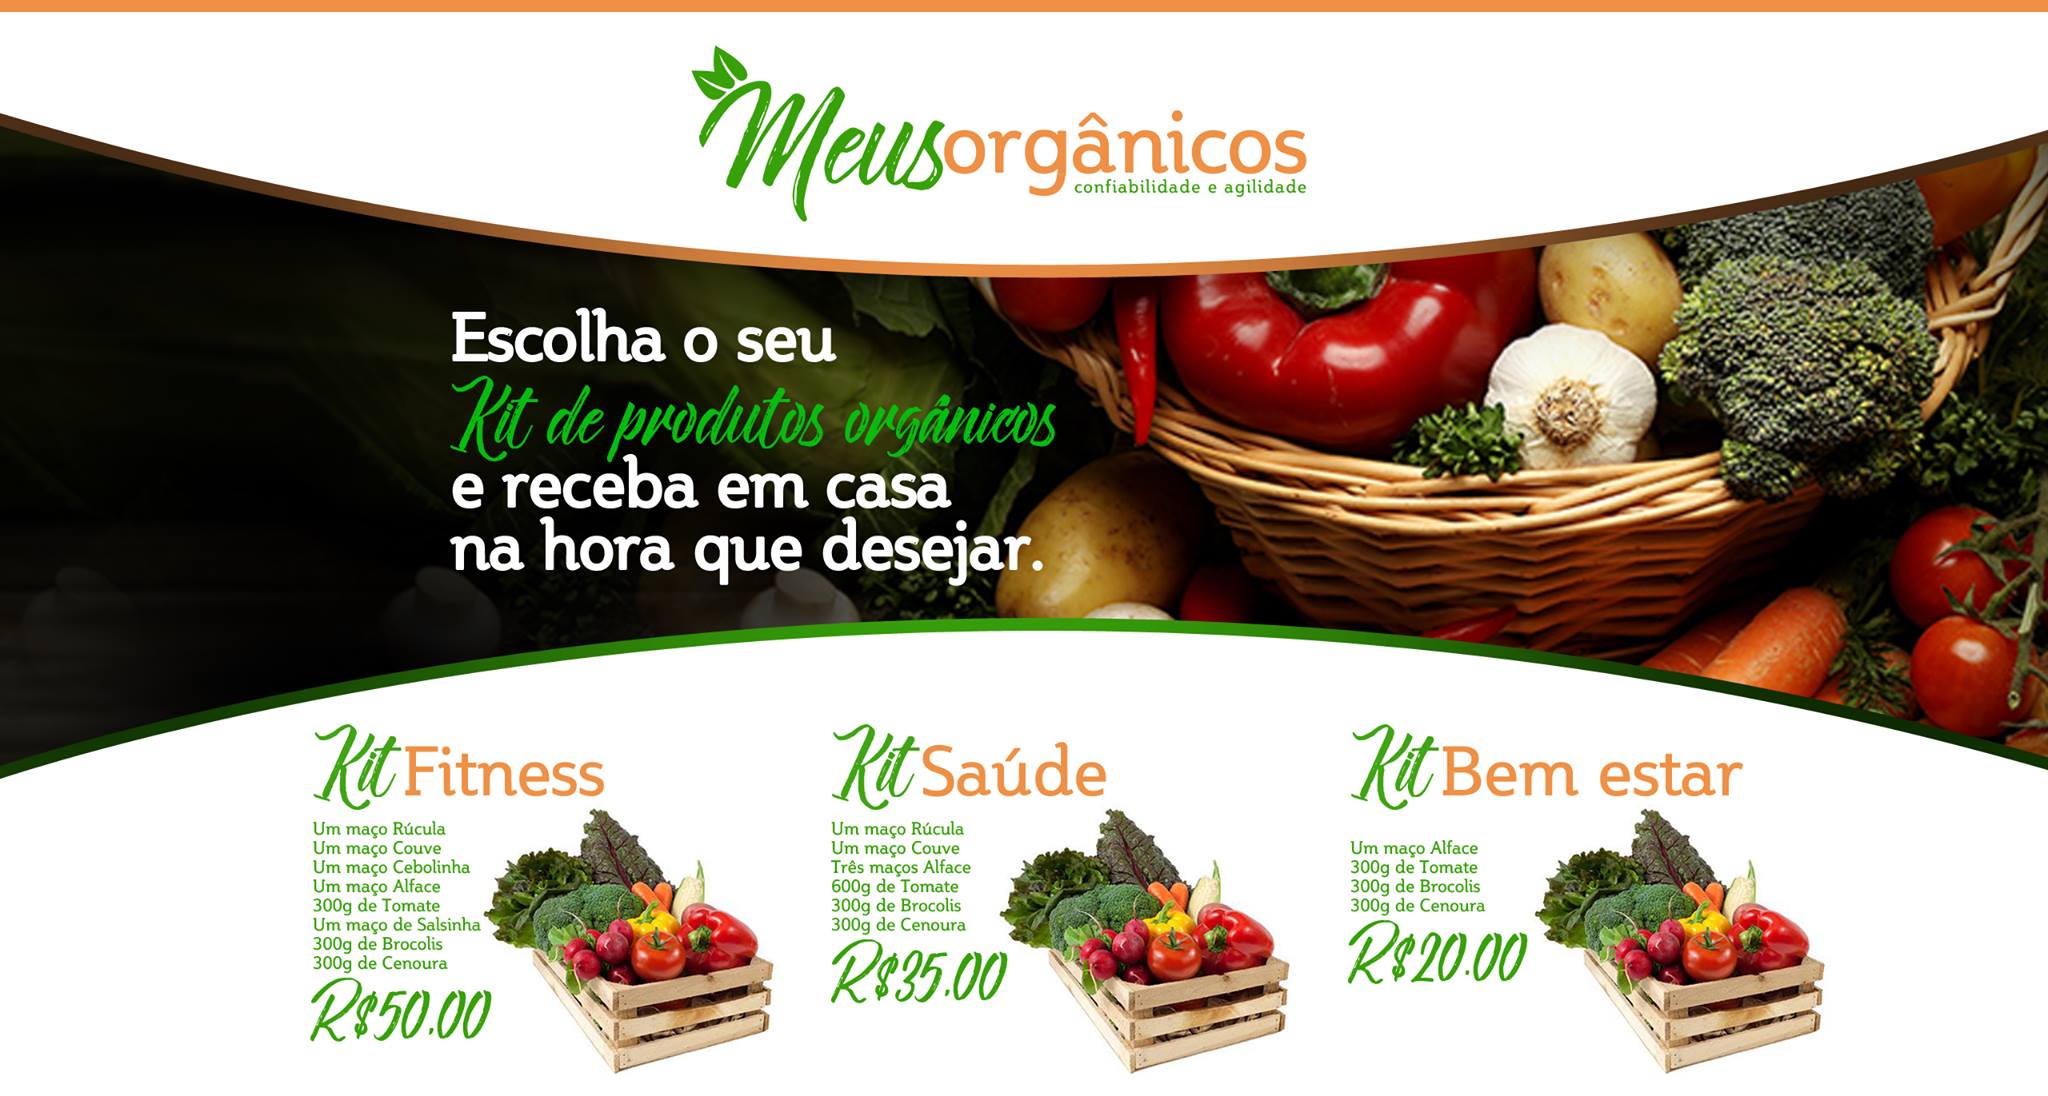 Meusorgânicos
confiabilidade e agilidade
Escolha o seu
Kit de produtos orgânicos
e receba em casa
na hora que desejar.
Kit Fitness
Um maço Rúcula
Um maço Couve
Um maço Cebolinha
Um maço Alface
300g de Tomate
Um maço de Salsinha
300g de Brocolis
300g de Cenoura
R$50.00
Kit Saúde
Um maço Rúcula
Um maço Couve
Três maços Alface
600g de Tomate
300g de Brocolis
300g de Cenoura
R$35.00
Kit Bem estar
Um maço Alface
300g de Tomate
300g de Brocolis
300g de Cenoura
R$20.00